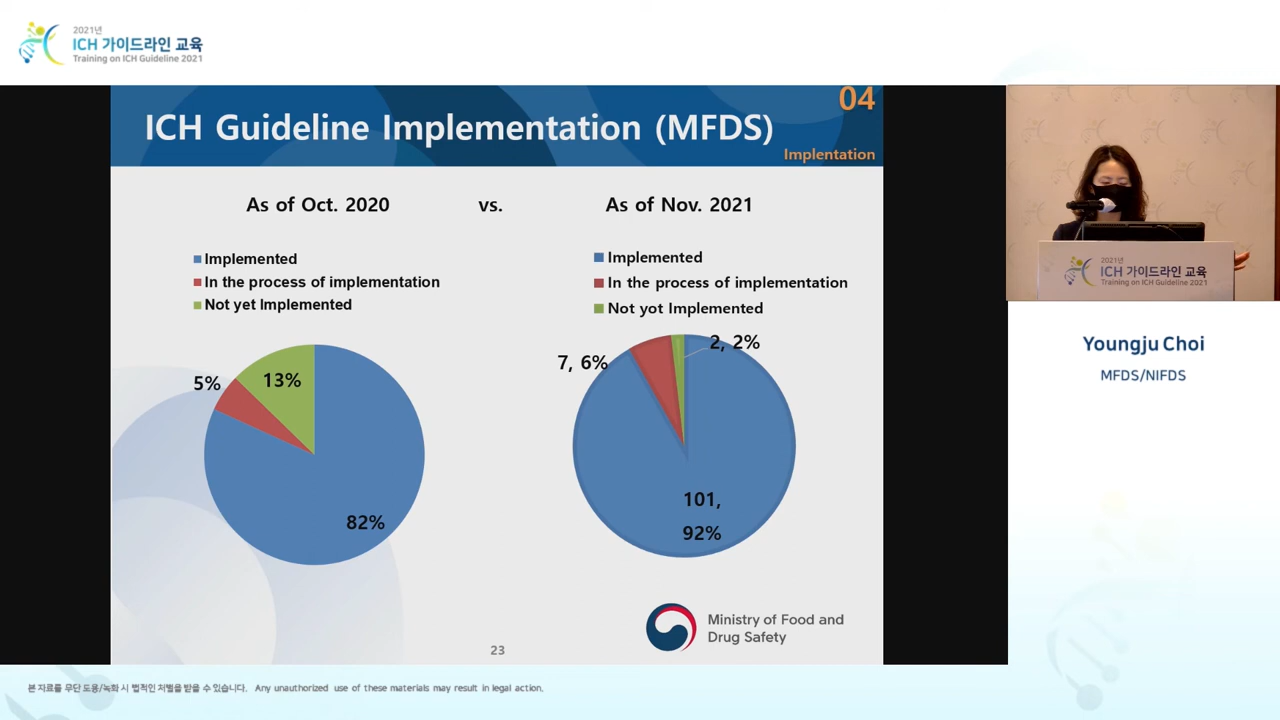 2021년
ICH 가이드라인 교육
Training on ICH Guideline 2021
04
ICH Guideline Implementation (MFDS)
Implentation
As of Oct. 2020
vs.
As of Nov. 2021
Implemented
In the process of implementation
Not yet Implemented
5%
13%
82%
Implemented
In the process of implementation
Not yot Implemented
7, 6%
2, 2%
101,
92%
Ministry of Food and
Drug Safety
23
2021년
ICH 가이드라인 교육
Training on ICH Guideline 2021
Youngju Choi
MFDS/NIFDS
본 자료를 무단 도용/녹화 시 법적인 처벌을 받을 수 있습니다. Any unauthorized use of these materials may result in legal action.